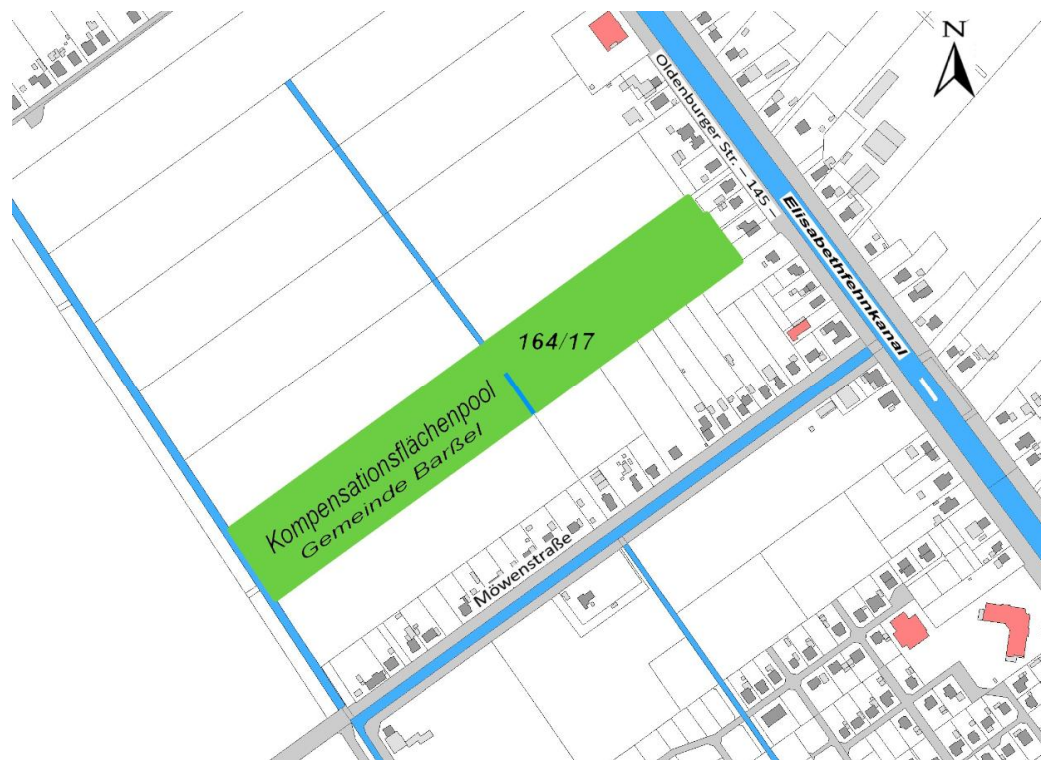 N
Oldenburger Str. – 145 –
Elisabethfehnkanal
164/17
Kompensationsflächenpool
Gemeinde Barßel
Möwenstraße